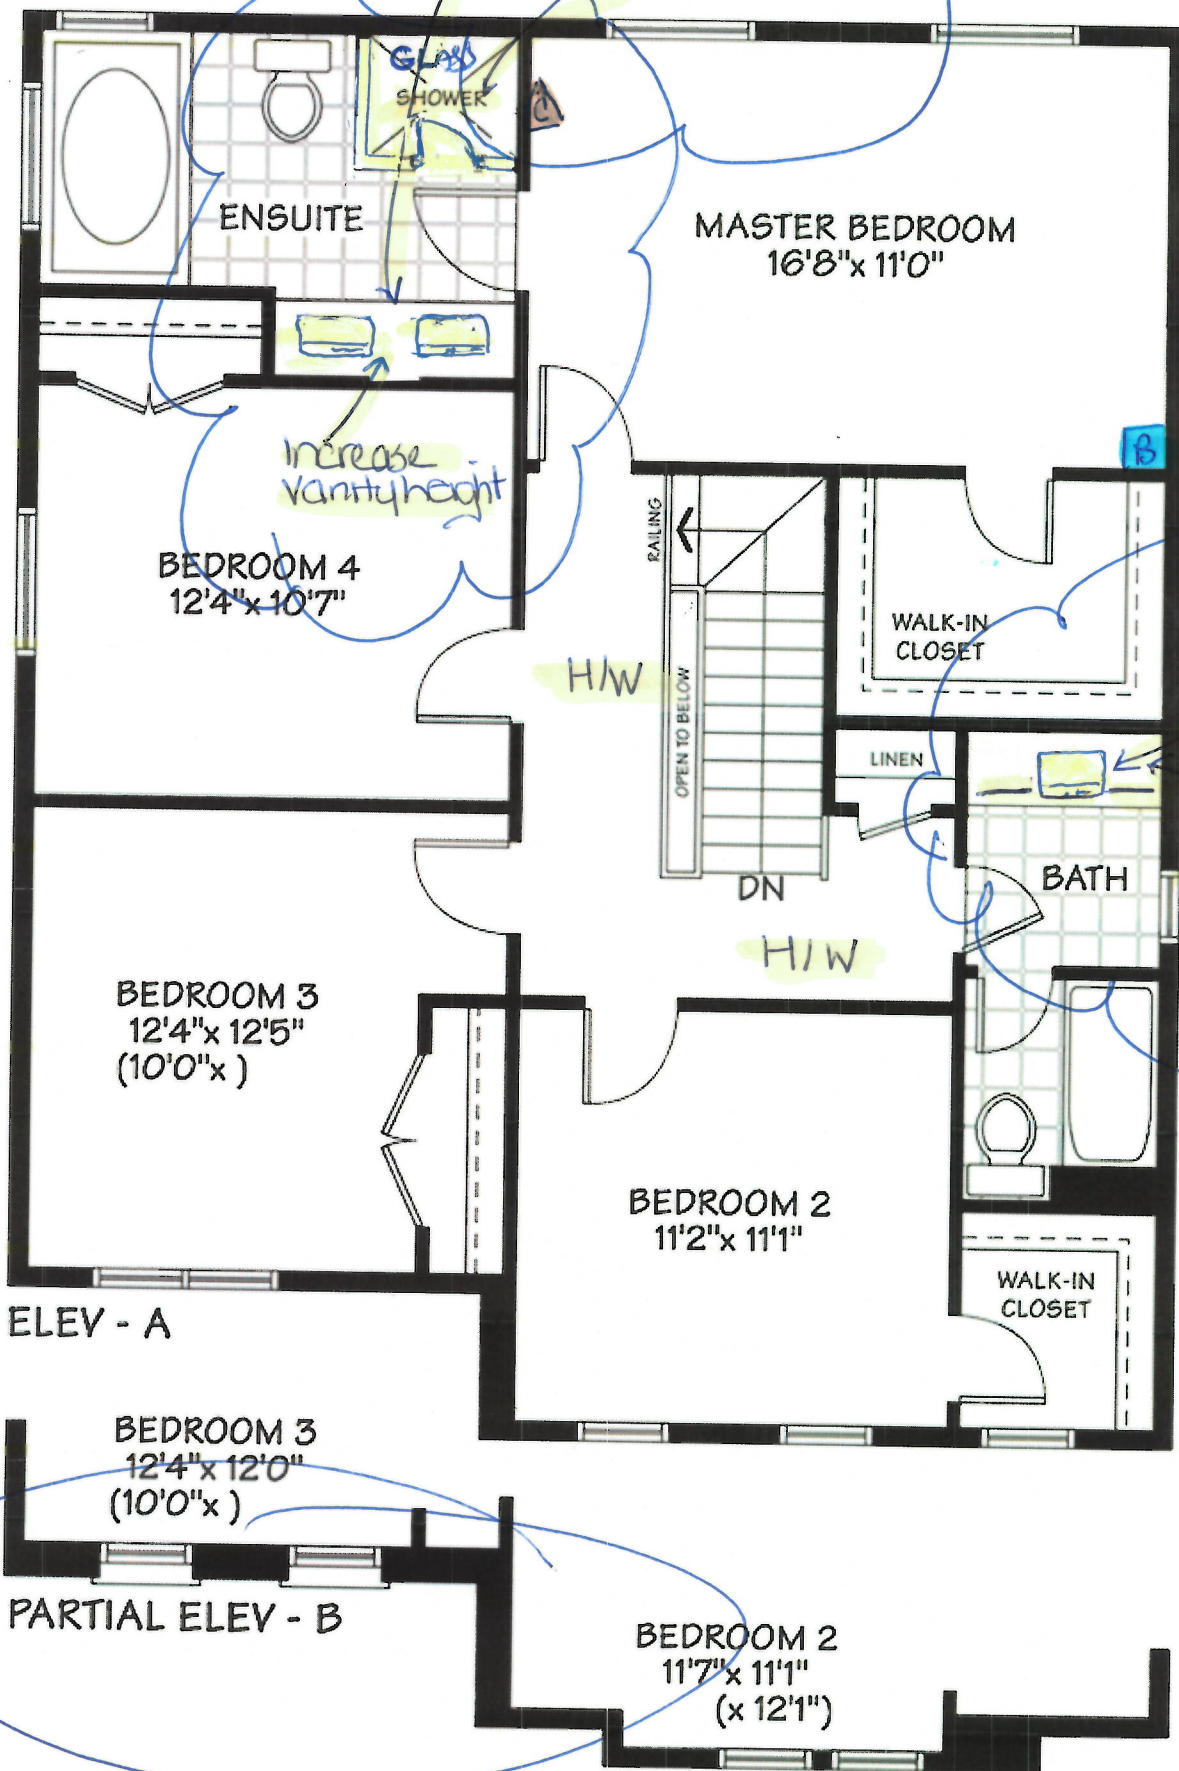 GLASS
SHOWER
C
ENSUITE
MASTER BEDROOM
16'8"x 11'0"
B
Increase
Vanity height
RAILING
BEDROOM 4
12'4"x 10'7"
WALK-IN
CLOSET
H/W
OPEN TO BELOW
LINEN
DN
BATH
H/W
BEDROOM 3
12'4"x 12'5"
(10'0"x )
BEDROOM 2
11'2"x 11'1"
WALK-IN
CLOSET
ELEV - A
BEDROOM 3
12'4"x 12'0"
(10'0"x )
PARTIAL ELEV - B
BEDROOM 2
11'7"x 11'1"
(x 12'1")